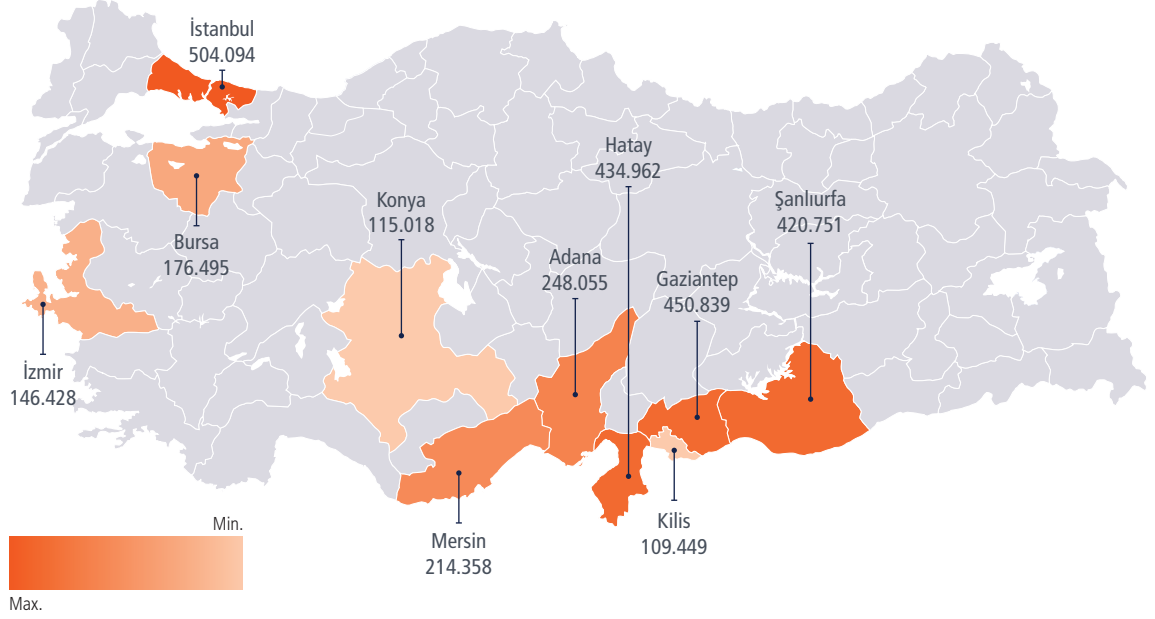 İstanbul
504.094
Hatay
434.962
Konya
115.018
Şanlıurfa
420.751
Bursa
176.495
Adana
248.055
Gaziantep
450.839
İzmir
146.428
Mersin
214.358
Kilis
109.449
Min.
Max.